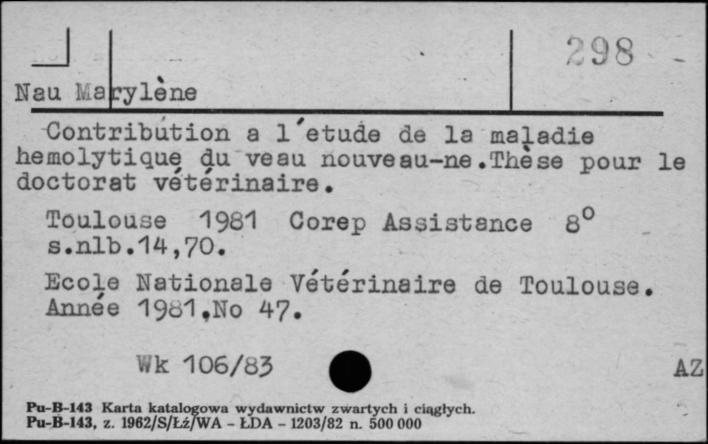 298
Nau Marylène
Contribution a l'etude de la maladie
hemolytique du veau nouveau-ne.Thèse pour le
doctorat vétérinaire.
Toulouse 1981 Corep Assistance 8°
s.nlb.14,70.
Ecole Nationale Vétérinaire de Toulouse.
Année 1981,No 47.
Wk 106/83
AZ
Pu-B-143 Karta katalogowa wydawnictw zwartych i ciągłych.
Pu-B-143, z. 1962/S/Łź/WA – ŁDA – 1203/82 n. 500 000